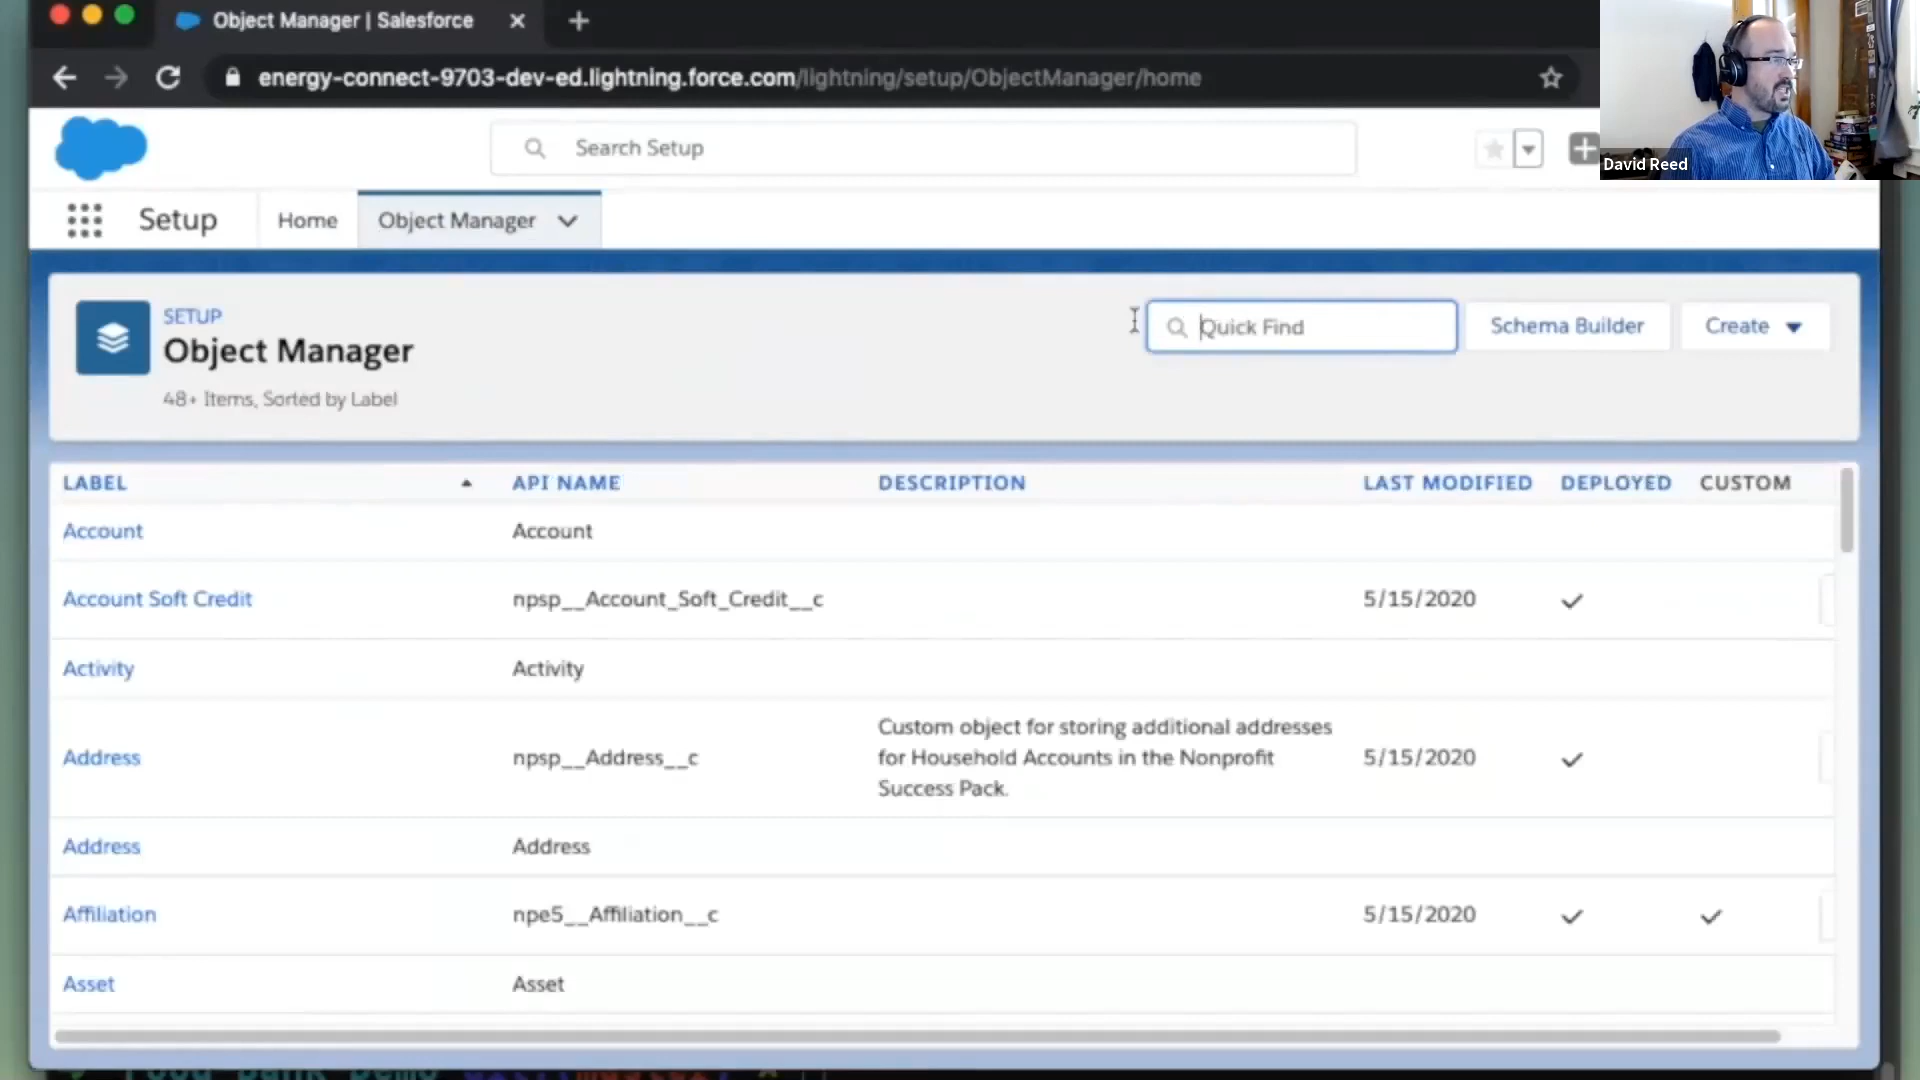 Object Manager | Salesforce
energy-connect-9703-dev-ed.lightning.force.com/lightning/setup/ObjectManager/home
David Reed
Search Setup
Setup
Home
Object Manager
SETUP
Object Manager
48+ Items, Sorted by Label
Quick Find
Schema Builder
Create
LABEL API NAME DESCRIPTION LAST MODIFIED DEPLOYED CUSTOM
Account Account
Account Soft Credit npsp__Account_Soft_Credit__c 5/15/2020
Activity Activity
Address npsp__Address__c Custom object for storing additional addresses
for Household Accounts in the Nonprofit 5/15/2020
Success Pack.
Address Address
Affiliation npe5__Affiliation__c 5/15/2020
Asset Asset